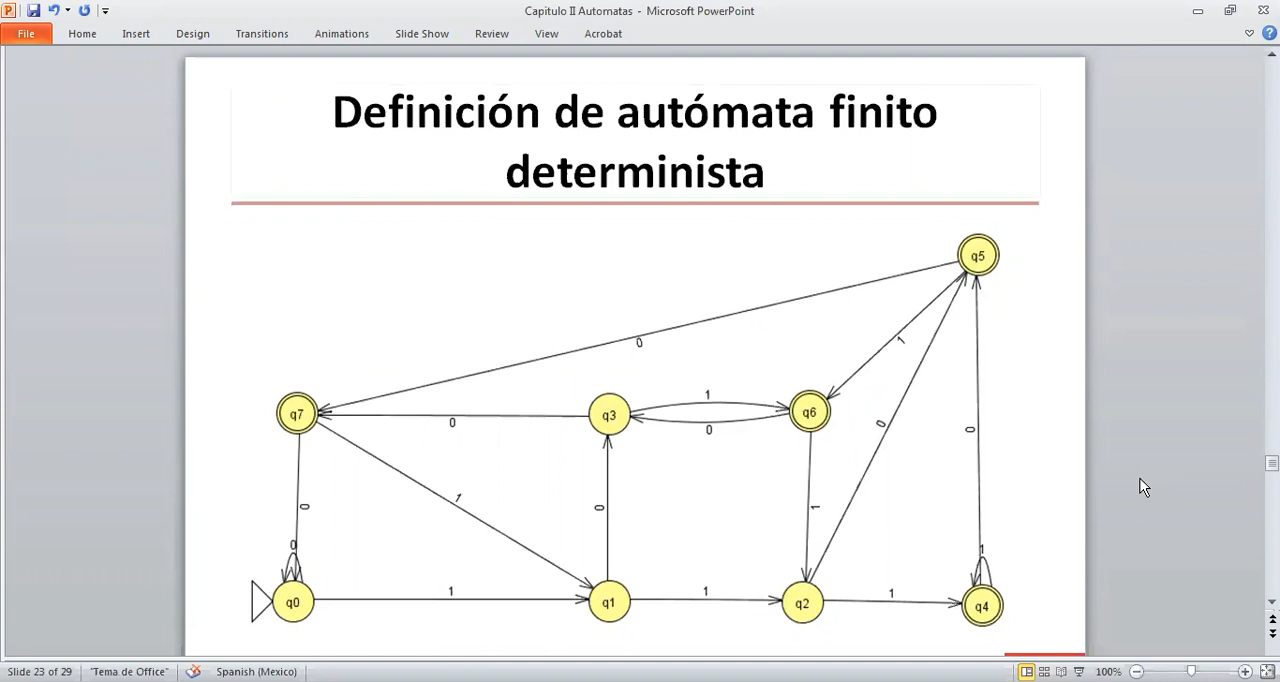 Capitulo II Automatas - Microsoft PowerPoint
File Home Insert Design Transitions Animations Slide Show Review View Acrobat
Definición de autómata finito
determinista
q5
0
1
q7
q3
q6
1
0
0
0
0
1
0
1
0
0
1
q0
1
q1
1
q2
1
q4
Slide 23 of 29 "Tema de Office" Spanish (Mexico) 100%